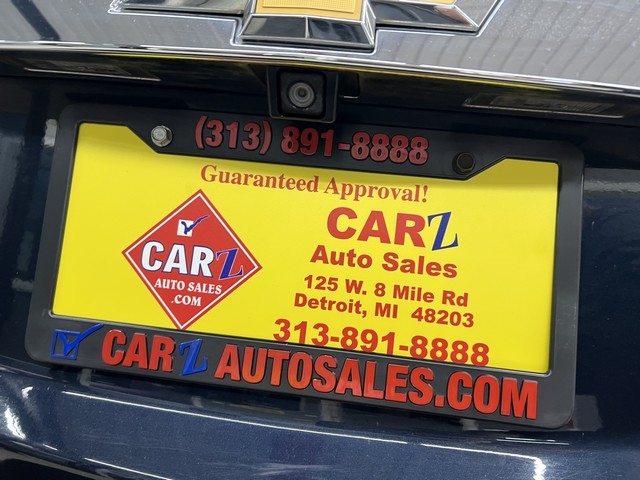 (313) 891-8888
Guaranteed Approval!
CARZ
AUTO SALES
.COM
CARZ
Auto Sales
125 W. 8 Mile Rd
Detroit, MI 48203
313-891-8888
CARZ AUTOSALES.COM